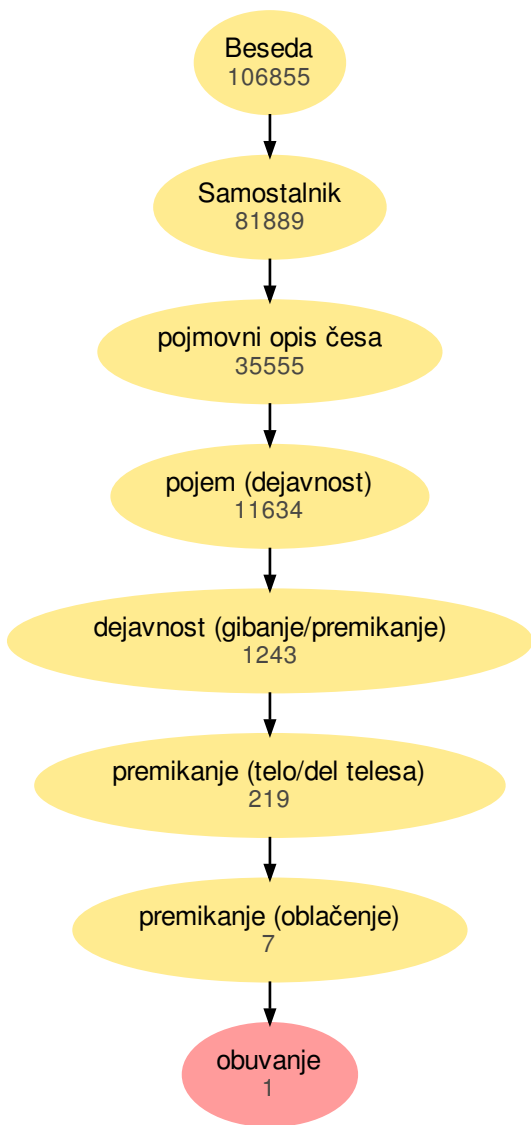 Beseda
106855
Samostalnik
81889
pojmovni opis česa
35555
pojem (dejavnost)
11634
dejavnost (gibanje/premikanje)
1243
premikanje (telo/del telesa)
219
premikanje (oblačenje)
7
obuvanje
1